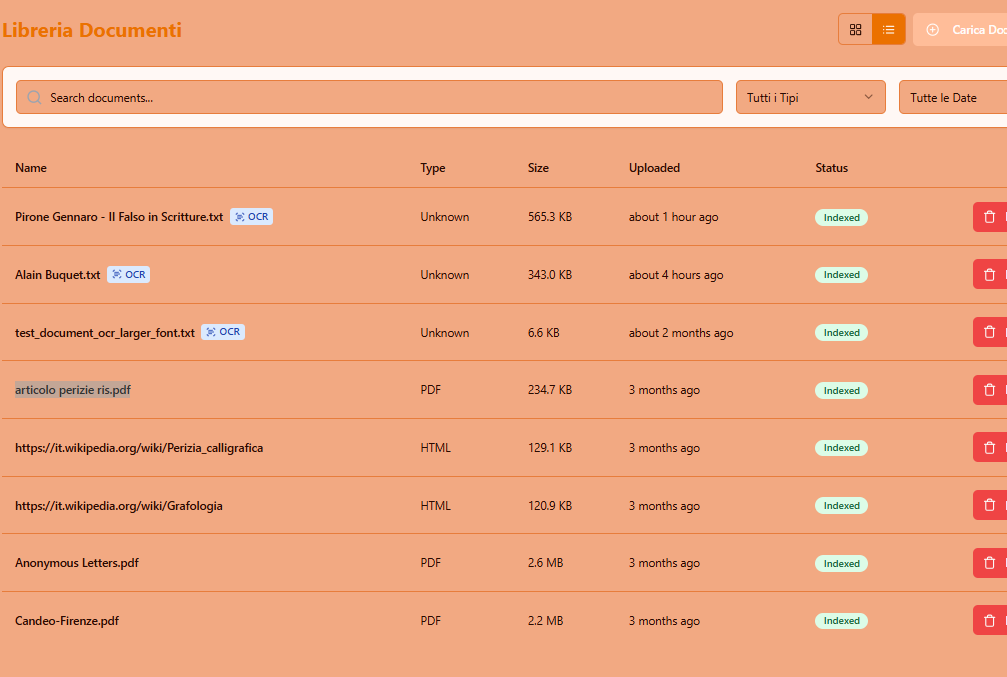 Libreria Documenti
Carica Doc
Search documents...
Tutti i Tipi
Tutte le Date
Name Type Size Uploaded Status
Pirone Gennaro - Il Falso in Scritture.txt OCR Unknown 565.3 KB about 1 hour ago Indexed
Alain Buquet.txt OCR Unknown 343.0 KB about 4 hours ago Indexed
test_document_ocr_larger_font.txt OCR Unknown 6.6 KB about 2 months ago Indexed
articolo perizie ris.pdf PDF 234.7 KB 3 months ago Indexed
https://it.wikipedia.org/wiki/Perizia_calligrafica HTML 129.1 KB 3 months ago Indexed
https://it.wikipedia.org/wiki/Grafologia HTML 120.9 KB 3 months ago Indexed
Anonymous Letters.pdf PDF 2.6 MB 3 months ago Indexed
Candeo-Firenze.pdf PDF 2.2 MB 3 months ago Indexed